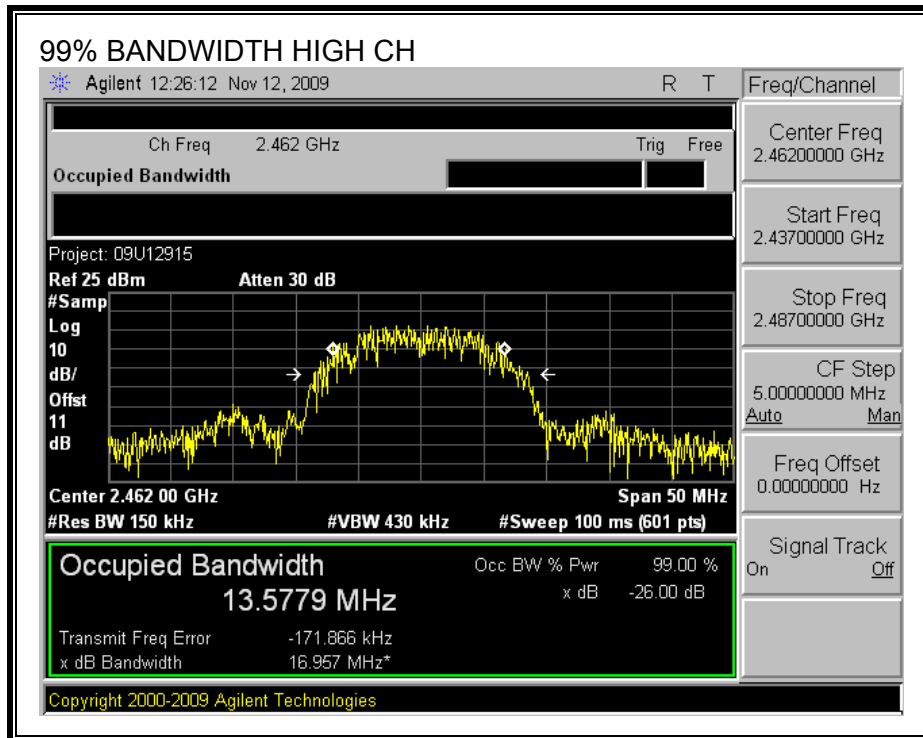 99% BANDWIDTH HIGH CH
Agilent 12:26:12 Nov 12, 2009 R T
Freq/Channel
Ch Freq 2.462 GHz Trig Free
Occupied Bandwidth
Center Freq
2.46200000 GHz
Start Freq
2.43700000 GHz
Stop Freq
2.48700000 GHz
CF Step
5.00000000 MHz
Auto Man
Freq Offset
0.00000000 Hz
Signal Track
On Off
Project: 09U12915
Ref 25 dBm Atten 30 dB
#Samp
Log
10
dB/
Offst
11
dB
Center 2.462 00 GHz Span 50 MHz
#Res BW 150 kHz #VBW 430 kHz #Sweep 100 ms (601 pts)
Occupied Bandwidth Occ BW % Pwr 99.00 %
13.5779 MHz x dB -26.00 dB
Transmit Freq Error -171.866 kHz
x dB Bandwidth 16.957 MHz*
Copyright 2000-2009 Agilent Technologies